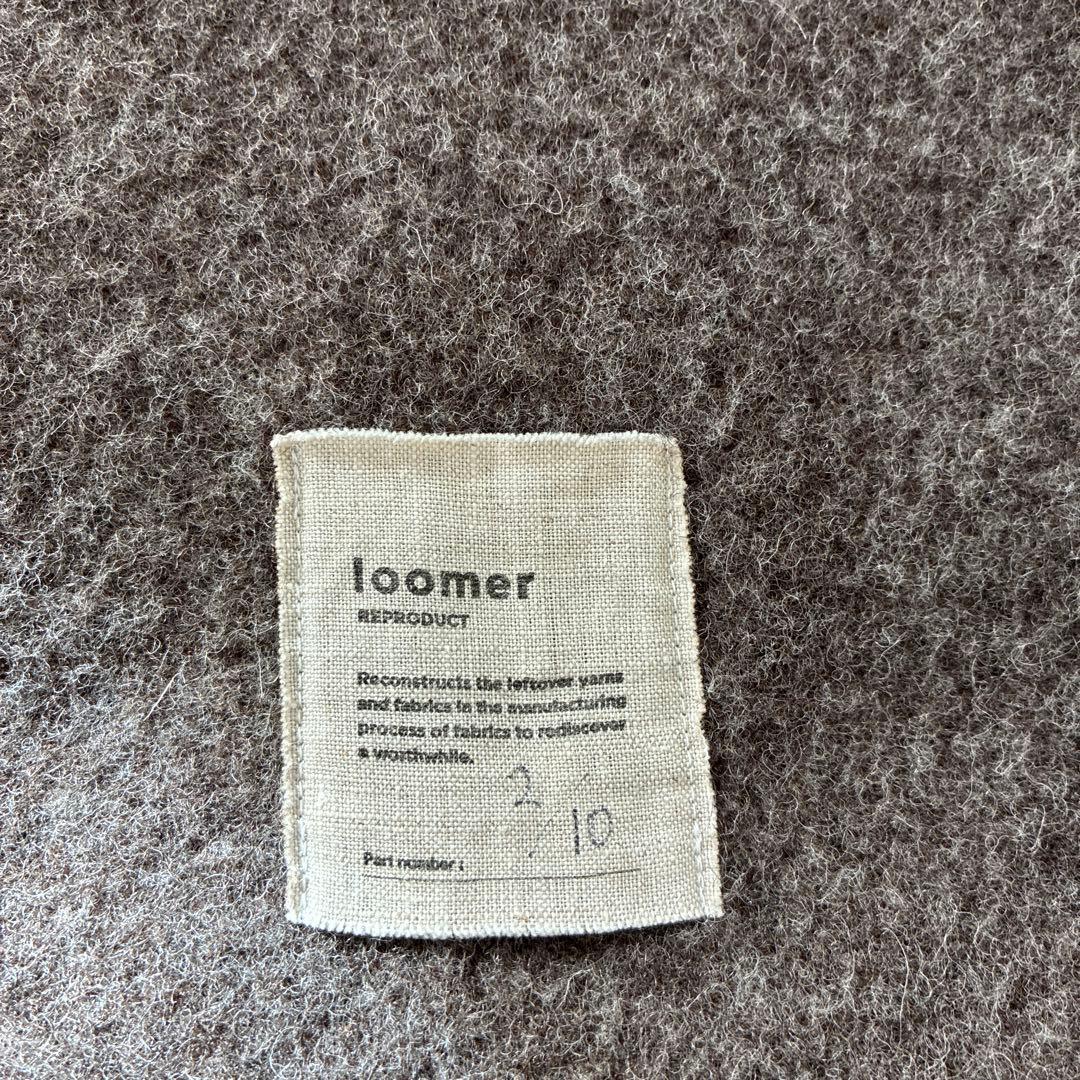 loomer
REPRODUCT
Reconstructs the leftover yarns
and fabrics in the manufacturing
process of fabrics to rediscover
a worthwhile.
2/10
Part number :